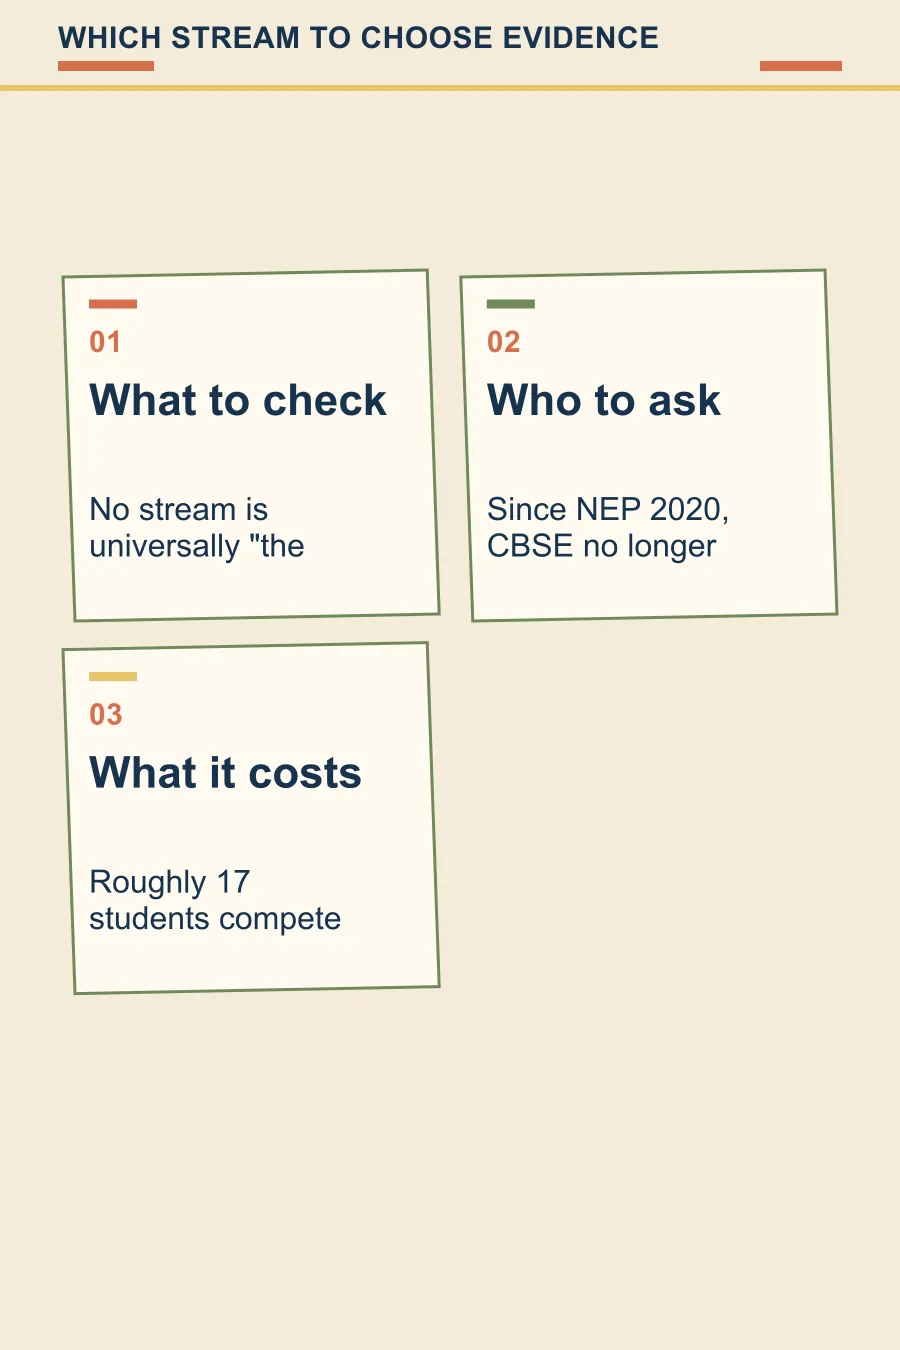 WHICH STREAM TO CHOOSE EVIDENCE
01
What to check
No stream is
universally "the
02
Who to ask
Since NEP 2020,
CBSE no longer
03
What it costs
Roughly 17
students compete